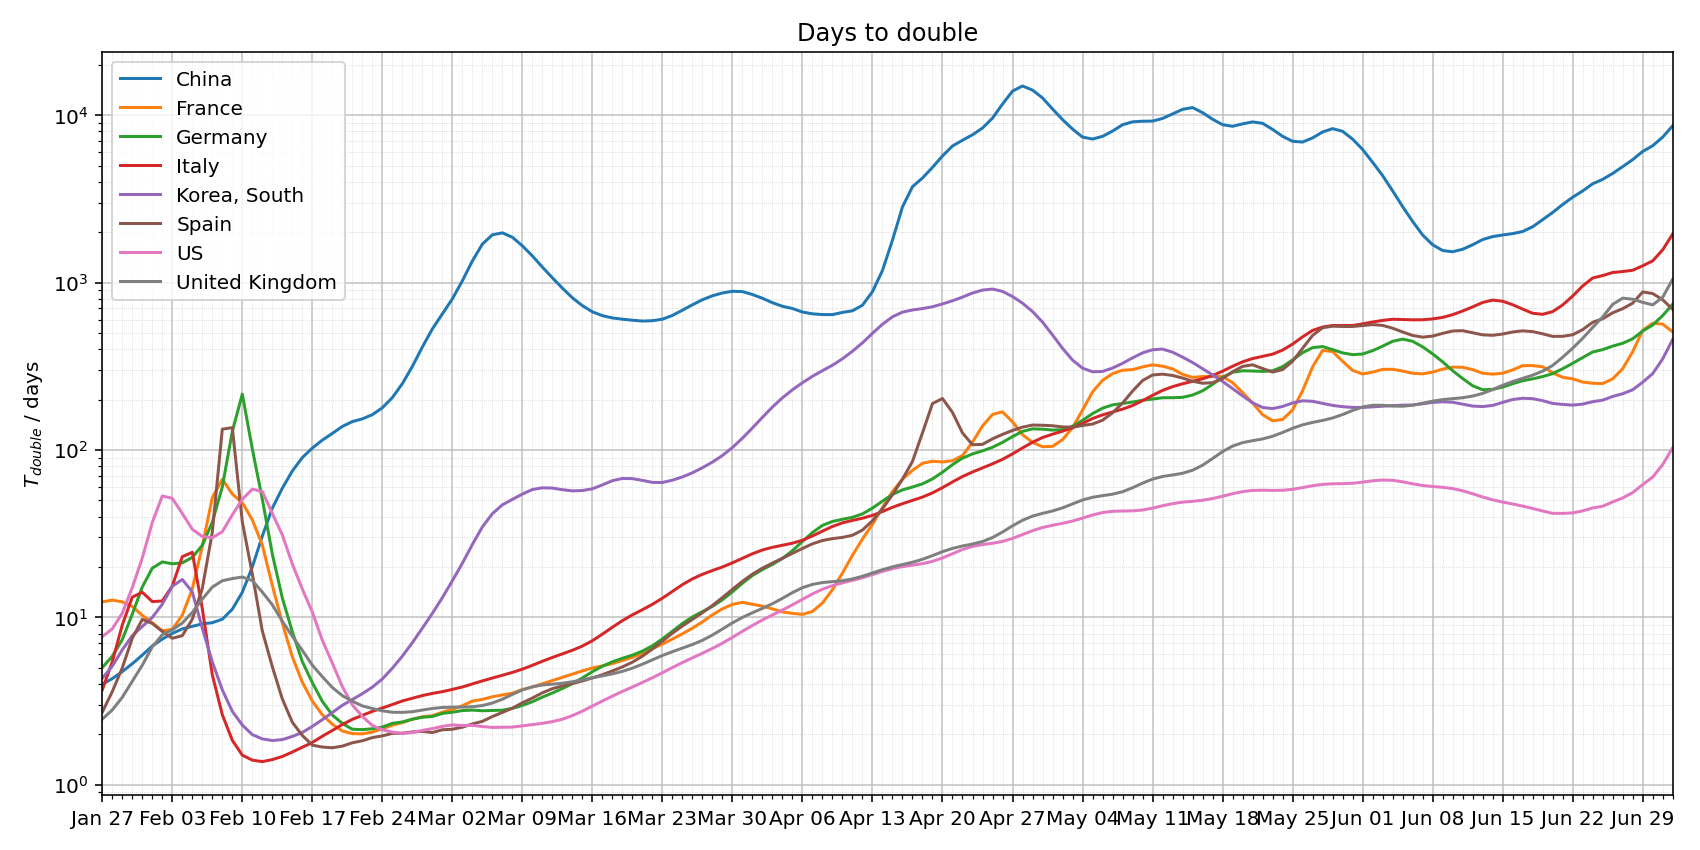 Days to double
China
France
Germany
Italy
Korea, South
Spain
US
United Kingdom
T_double / days
10^4
10^3
10^2
10^1
10^0
Jan 27 Feb 03 Feb 10 Feb 17 Feb 24 Mar 02 Mar 09 Mar 16 Mar 23 Mar 30 Apr 06 Apr 13 Apr 20 Apr 27 May 04 May 11 May 18 May 25 Jun 01 Jun 08 Jun 15 Jun 22 Jun 29